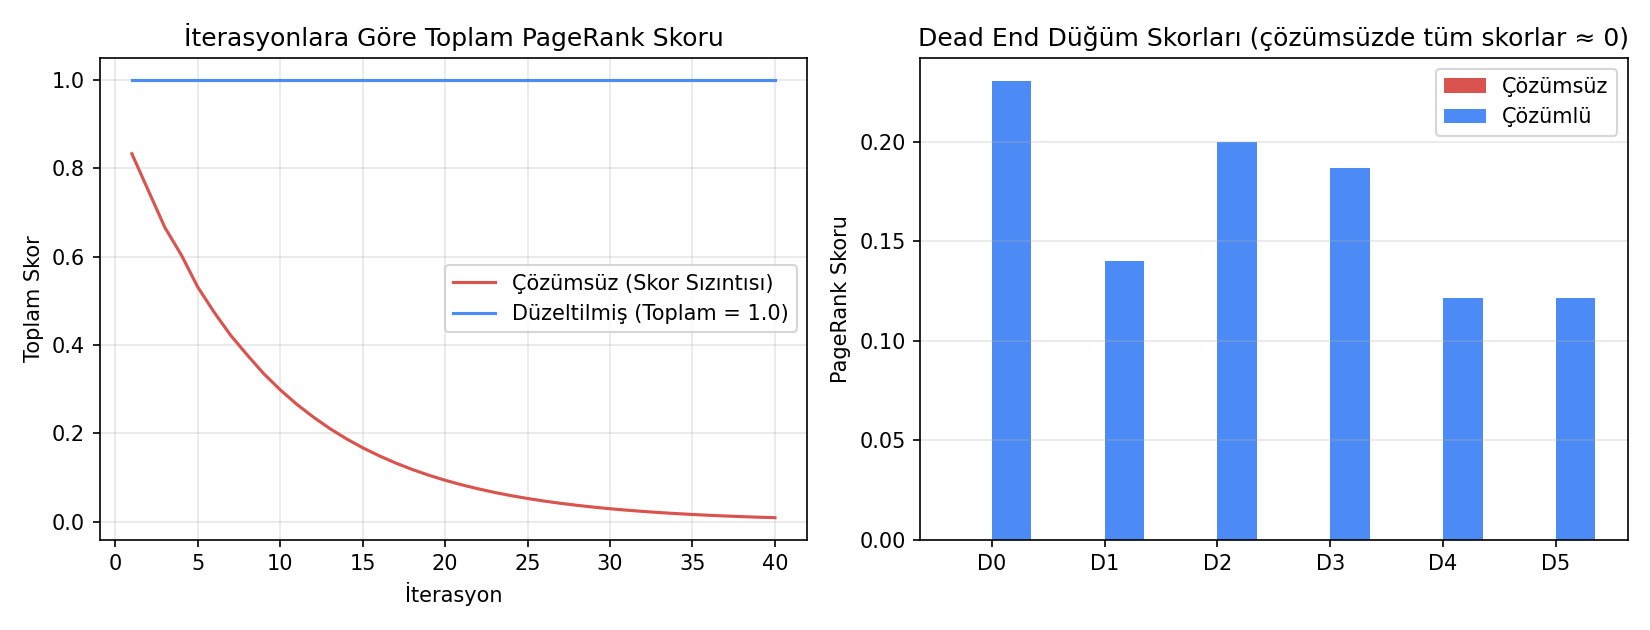 İterasyonlara Göre Toplam PageRank Skoru
Toplam Skor
1.0
0.8
0.6
0.4
0.2
0.0
Çözümsüz (Skor Sızıntısı)
Düzeltilmiş (Toplam = 1.0)
0 5 10 15 20 25 30 35 40
İterasyon
Dead End Düğüm Skorları (çözümsüzde tüm skorlar ≈ 0)
PageRank Skoru
0.20
0.15
0.10
0.05
0.00
Çözümsüz
Çözümlü
D0 D1 D2 D3 D4 D5